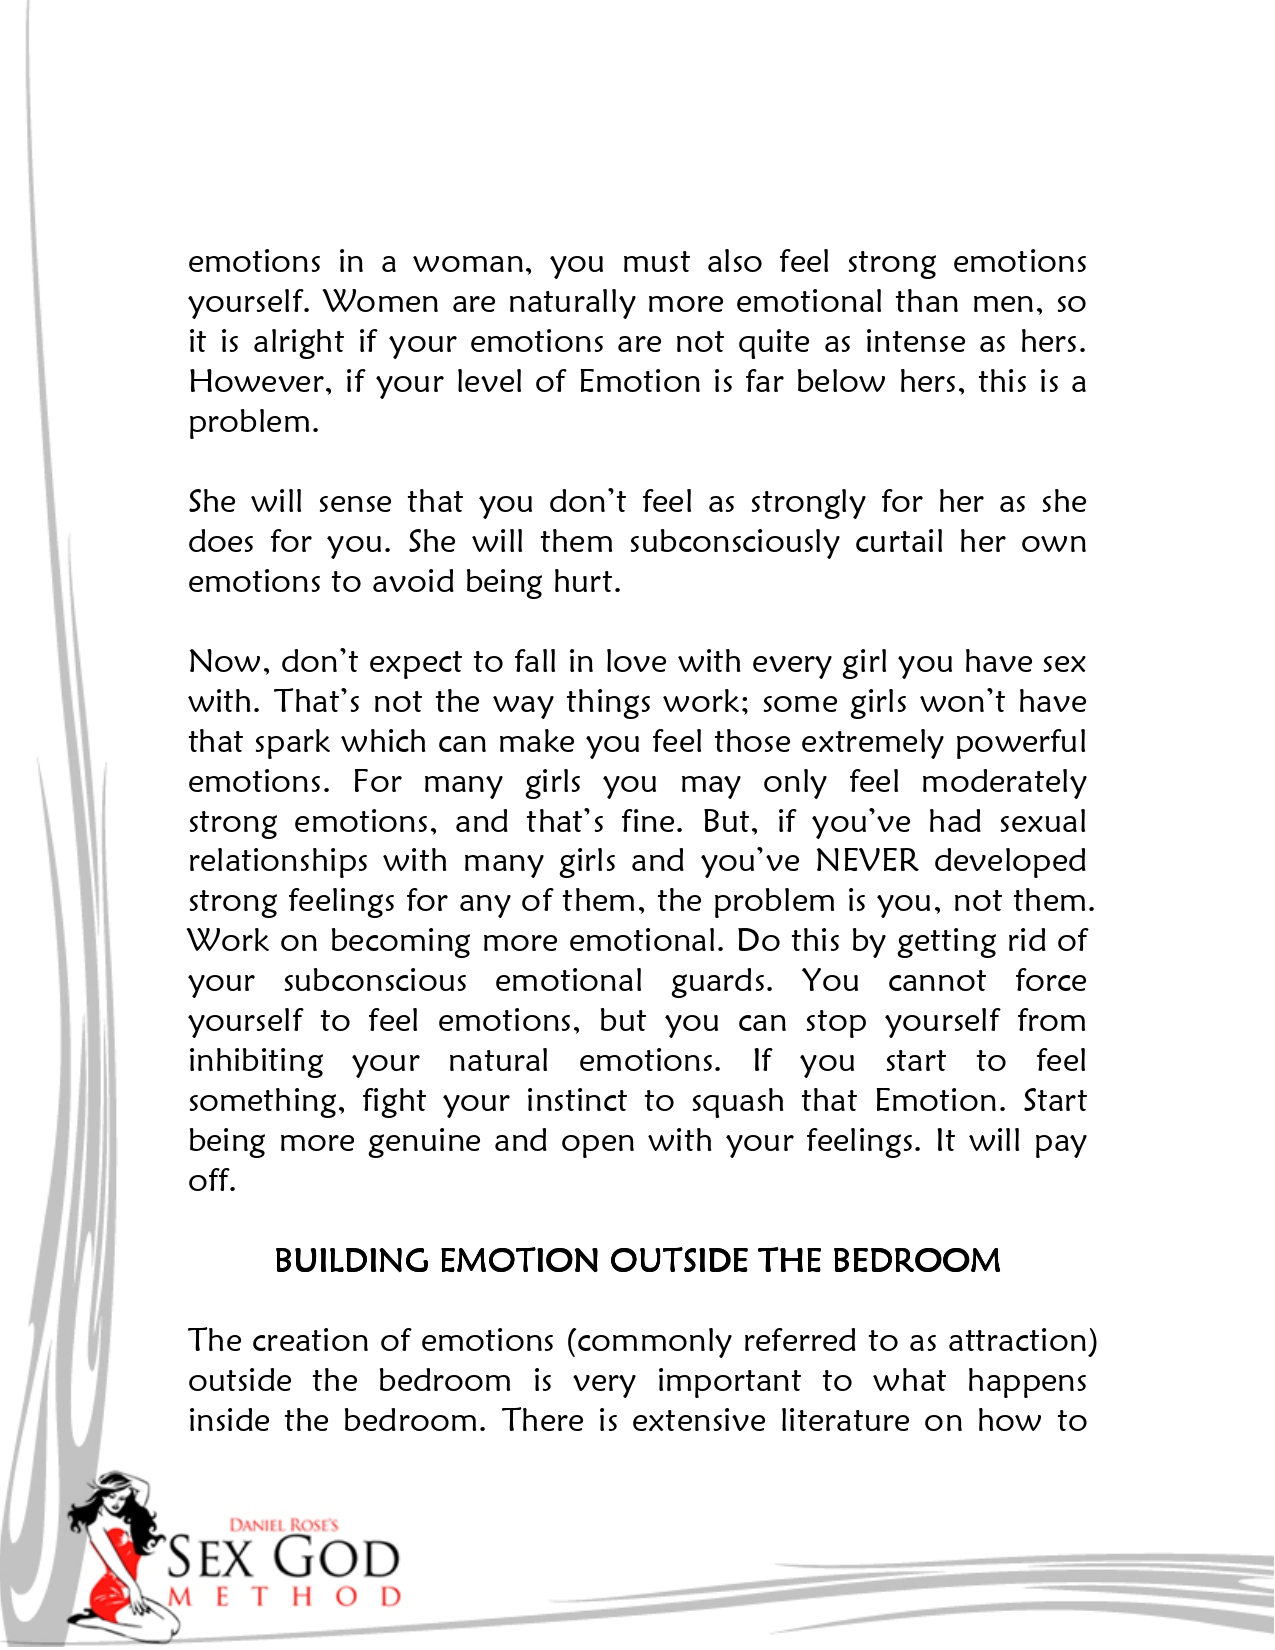 emotions in a woman, you must also feel strong emotions
yourself. Women are naturally more emotional than men, so
it is alright if your emotions are not quite as intense as hers.
However, if your level of Emotion is far below hers, this is a
problem.
She will sense that you don’t feel as strongly for her as she
does for you. She will them subconsciously curtail her own
emotions to avoid being hurt.
Now, don’t expect to fall in love with every girl you have sex
with. That’s not the way things work; some girls won’t have
that spark which can make you feel those extremely powerful
emotions. For many girls you may only feel moderately
strong emotions, and that’s fine. But, if you’ve had sexual
relationships with many girls and you’ve NEVER developed
strong feelings for any of them, the problem is you, not them.
Work on becoming more emotional. Do this by getting rid of
your subconscious emotional guards. You cannot force
yourself to feel emotions, but you can stop yourself from
inhibiting your natural emotions. If you start to feel
something, fight your instinct to squash that Emotion. Start
being more genuine and open with your feelings. It will pay
off.
BUILDING EMOTION OUTSIDE THE BEDROOM
The creation of emotions (commonly referred to as attraction)
outside the bedroom is very important to what happens
inside the bedroom. There is extensive literature on how to
DANIEL ROSE'S
SEX GOD
METHOD